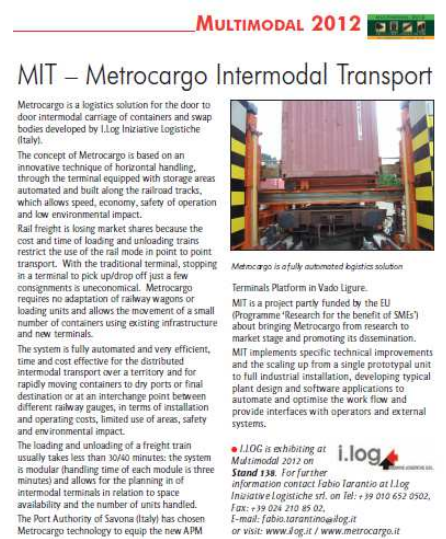 MULTIMODAL 2012
MIT – Metrocargo Intermodal Transport
Metrocargo is a logistics solution for the door to
door intermodal carriage of containers and swap
bodies developed by I.Log Iniziative Logistiche
(Italy).
The concept of Metrocargo is based on an
innovative technique of horizontal handling,
through the terminal equipped with storage areas
automated and built along the railroad tracks,
which allows speed, economy, safety of operation
and low environmental impact.
Rail freight is losing market shares because the
cost and time of loading and unloading trains
restrict the use of the rail mode in point to point
transport. With the traditional terminal, stopping
in a terminal to pick up/drop off just a few
consignments is uneconomical. Metrocargo
requires no adaptation of railway wagons or
loading units and allows the movement of a small
number of containers using existing infrastructure
and new terminals.
The system is fully automated and very efficient,
time and cost effective for the distributed
intermodal transport over a territory and for
rapidly moving containers to dry ports or final
destination or at an interchange point between
different railway gauges, in terms of installation
and operating costs, limited use of areas, safety
and environmental impact.
The loading and unloading of a freight train
usually takes less than 30/40 minutes: the system
is modular (handling time of each module is three
minutes) and allows for the planning in of
intermodal terminals in relation to space
availability and the number of units handled.
The Port Authority of Savona (Italy) has chosen
Metrocargo technology to equip the new APM
Metrocargo is a fully automated logistics solution
Terminals Platform in Vado Ligure.
MIT is a project partly funded by the EU
(Programme ‘Research for the benefit of SMEs’)
about bringing Metrocargo from research to
market stage and promoting its dissemination.
MIT implements specific technical improvements
and the scaling up from a single prototypal unit
to full industrial installation, developing typical
plant design and software applications to
automate and optimise the work flow and
provide interfaces with operators and external
systems.
● I.LOG is exhibiting at
Multimodal 2012 on
Stand 138. For further
i.log
information contact Fabio Tarantio at I.log
Iniziative Logistiche srl. on Tel: +39 010 652 0502,
Fax: +39 024 210 85 02,
E-mail: fabio.tarantino@ilog.it
or visit: www.ilog.it / www.metrocargo.it